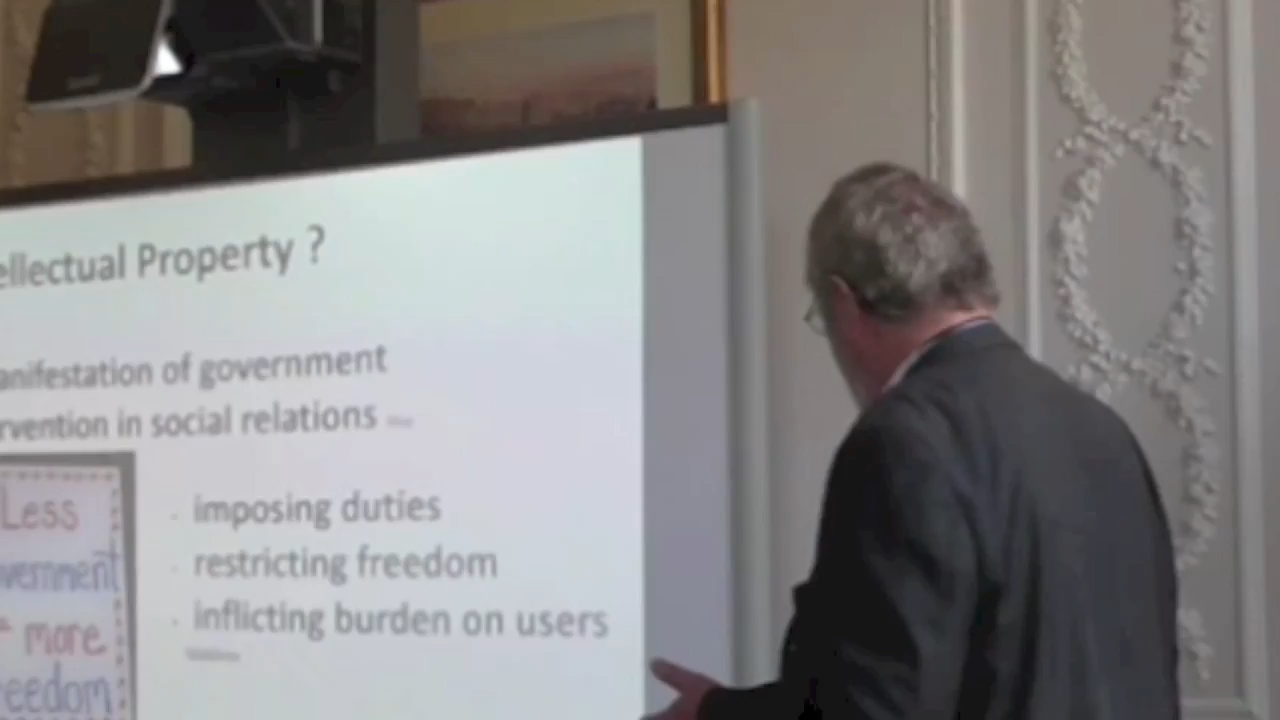 ellectual Property ?
anifestation of government
rvention in social relations
imposing duties
restricting freedom
inflicting burden on users
Less
vernment
more
reedom